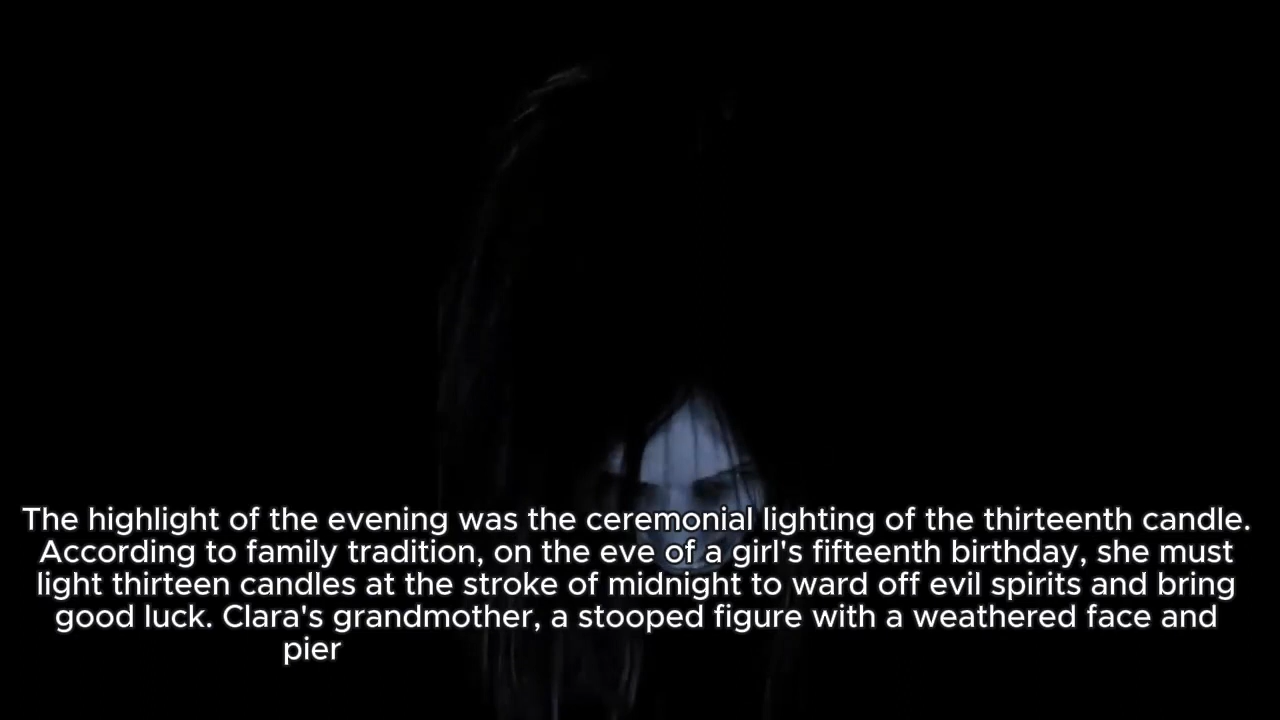 The highlight of the evening was the ceremonial lighting of the thirteenth candle.
According to family tradition, on the eve of a girl's fifteenth birthday, she must
light thirteen candles at the stroke of midnight to ward off evil spirits and bring
good luck. Clara's grandmother, a stooped figure with a weathered face and
pier